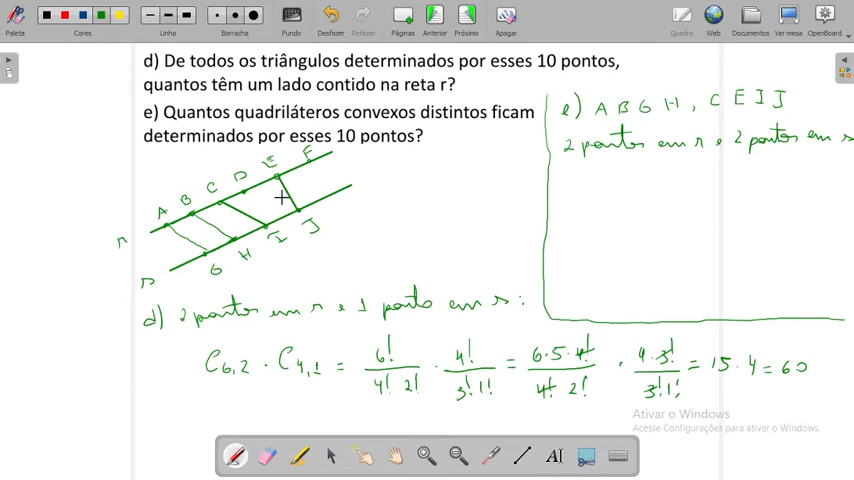 Paleta
Cores
Linha
Borracha
Fundo
Desfazer
Refazer
Páginas
Anterior
Próximo
Apagar
Quadro
Web
Documentos
Ver mesa
OpenBoard
d) De todos os triângulos determinados por esses 10 pontos,
quantos têm um lado contido na reta r?
e) Quantos quadriláteros convexos distintos ficam
determinados por esses 10 pontos?
e) A B G H , C E I J
2 pontos em r e 2 pontos em s
A B C D E F
r
G H I J
s
d) 2 pontos em r e 1 ponto em s :
C6,2 · C4,1 = 6!/4! 2! · 4!/3! 1! = 6·5·4!/4! 2! · 4·3!/3! 1! = 15 · 4 = 60
Ativar o Windows
Acesse Configurações para ativar o Windows.